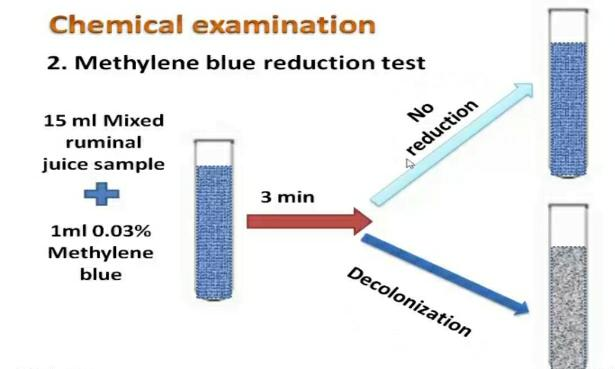 Chemical examination
2. Methylene blue reduction test
15 ml Mixed
ruminal
juice sample
1ml 0.03%
Methylene
blue
3 min
No
reduction
Decolonization